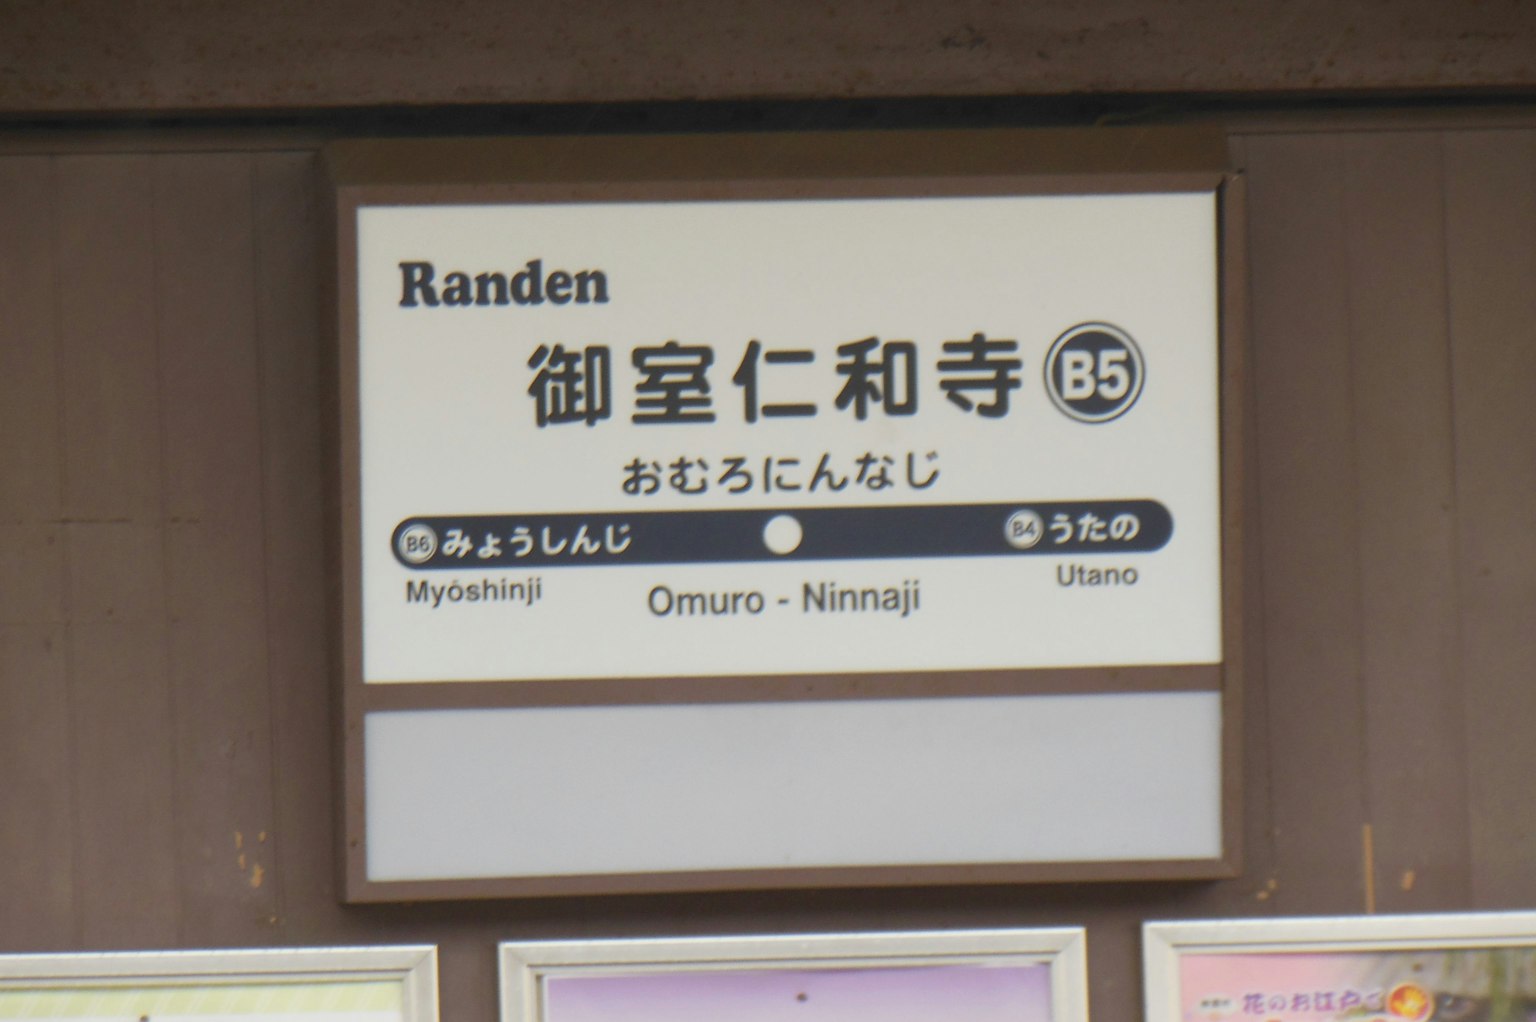 Randen
御室仁和寺 B5
おむろにんなじ
B6 みょうしんじ B4 うたの
Myōshinji Omuro - Ninnaji Utano
花のお江戸で